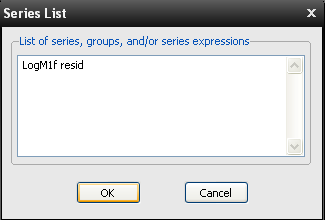 Series List
List of series, groups, and/or series expressions
LogM1f resid
OK
Cancel